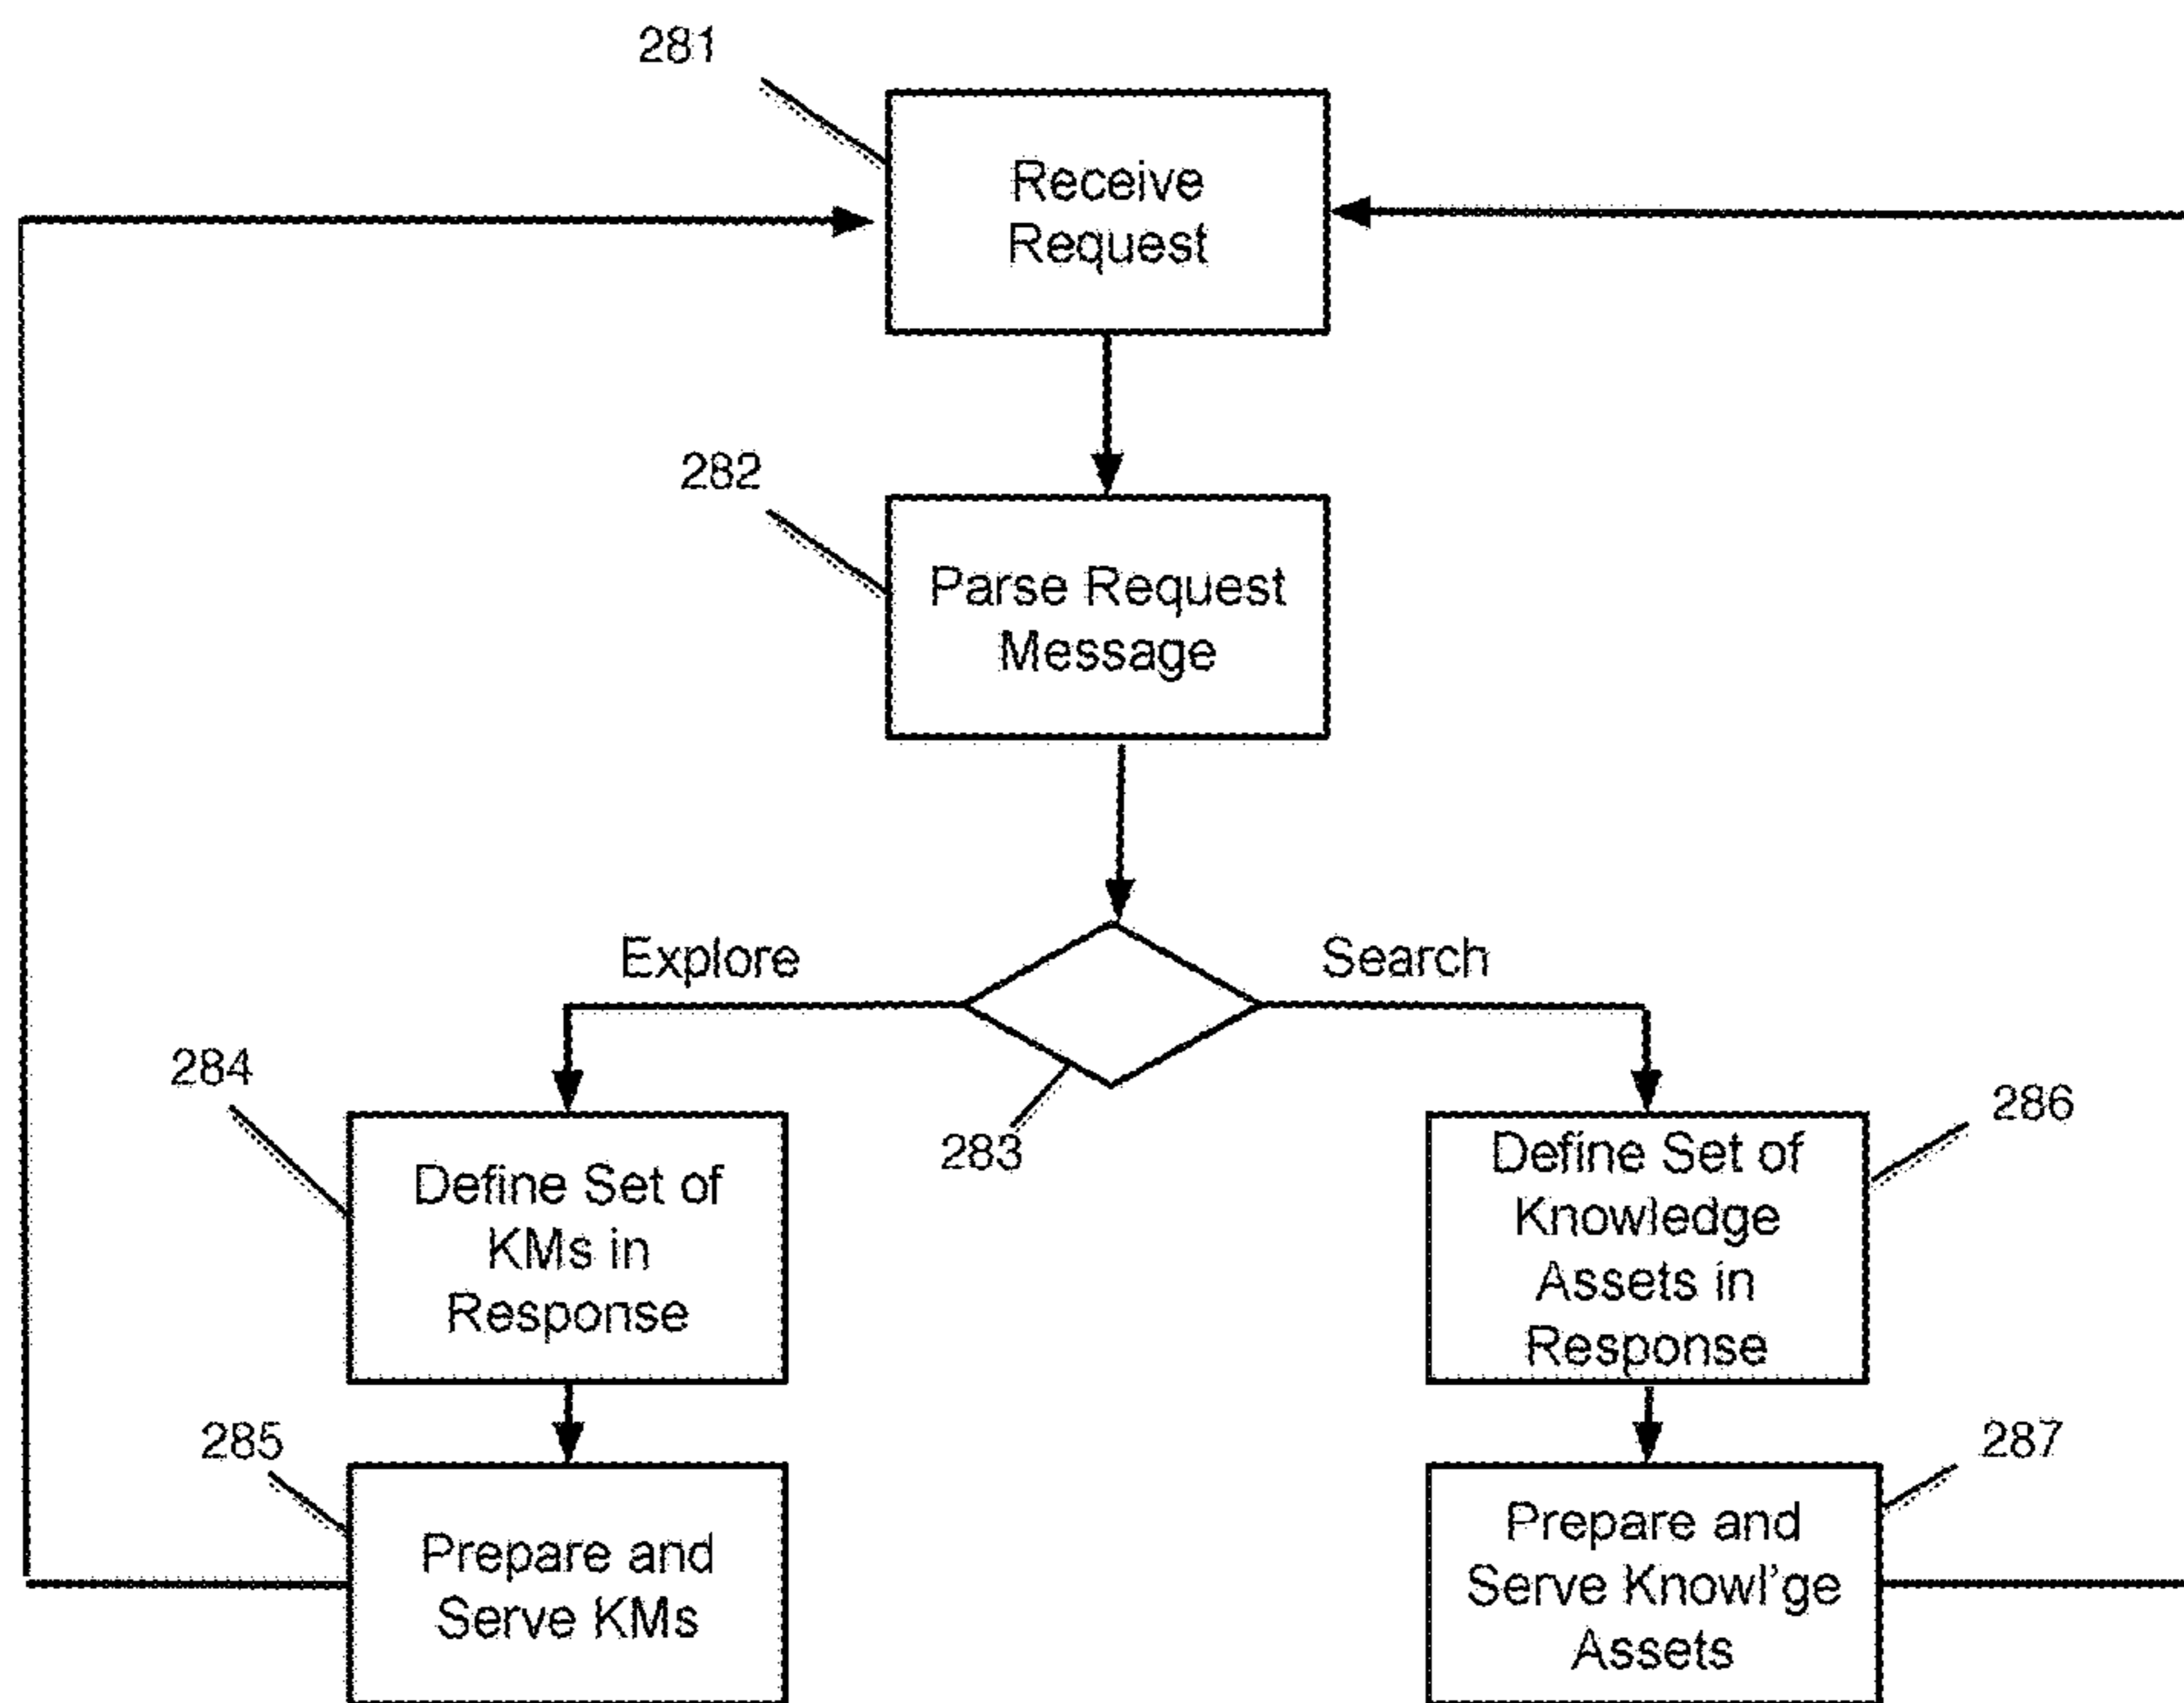 281
Receive
Request
282
Parse Request
Message
Explore
Search
283
284
Define Set of
KMs in
Response
286
Define Set of
Knowledge
Assets in
Response
285
Prepare and
Serve KMs
287
Prepare and
Serve Knowl'ge
Assets